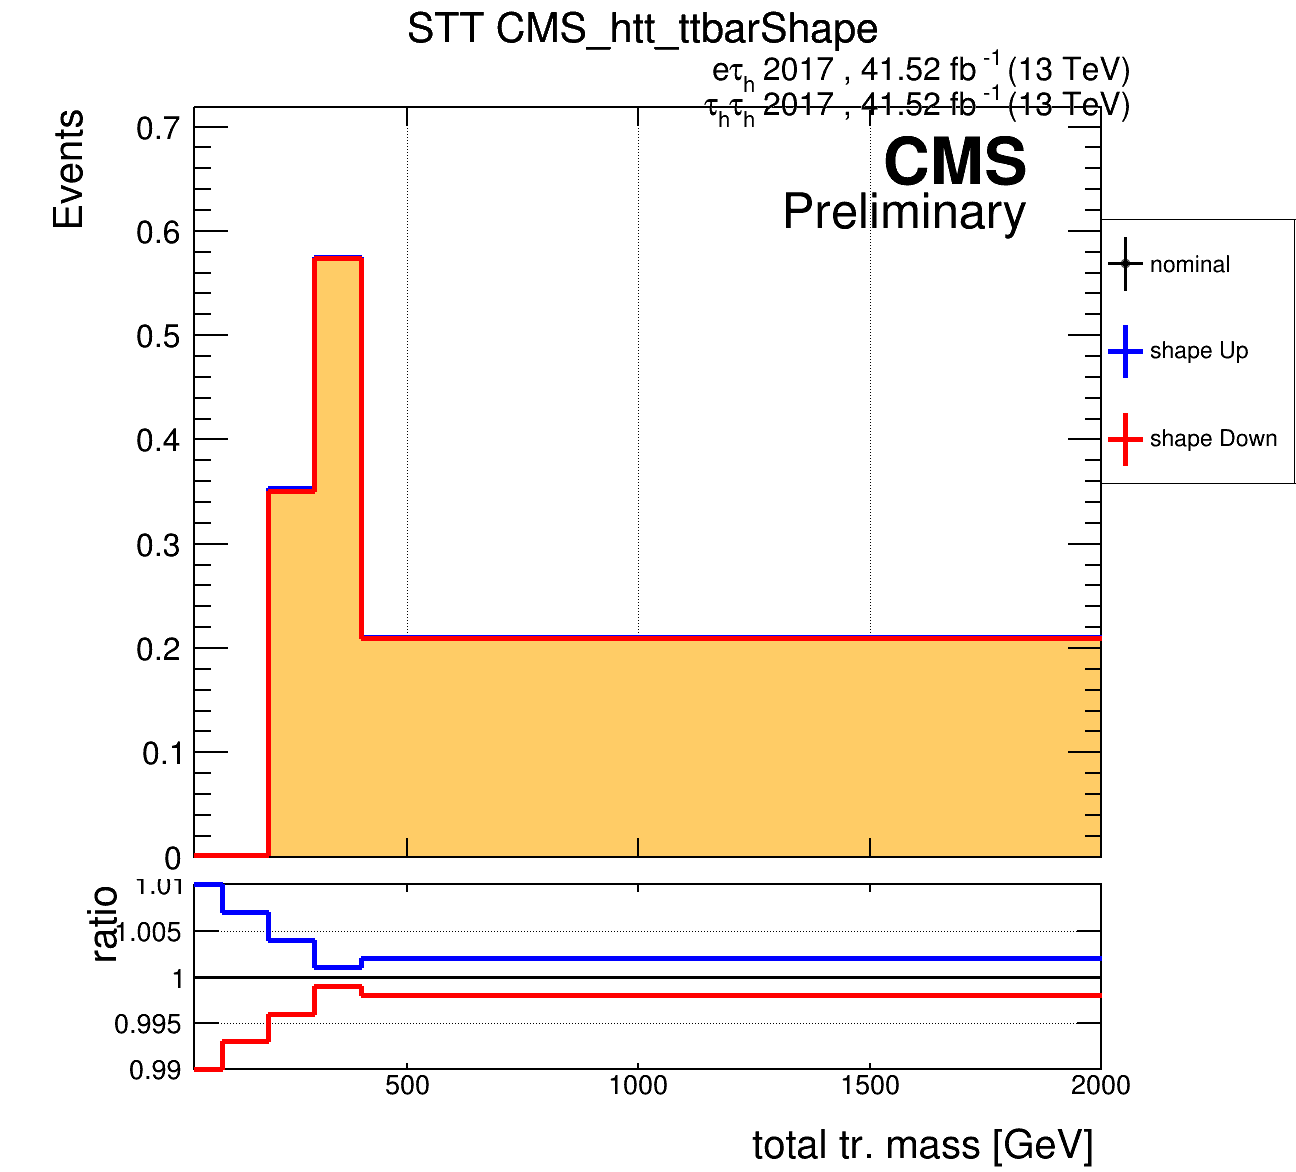 STT CMS_htt_ttbarShape
eτh 2017 , 41.52 fb-1 (13 TeV)
τhτh 2017 , 41.52 fb-1 (13 TeV)
CMS
Preliminary
Events
0.7
0.6
0.5
0.4
0.3
0.2
0.1
0
nominal
shape Up
shape Down
ratio
1.01
1.005
1
0.995
0.99
500
1000
1500
2000
total tr. mass [GeV]